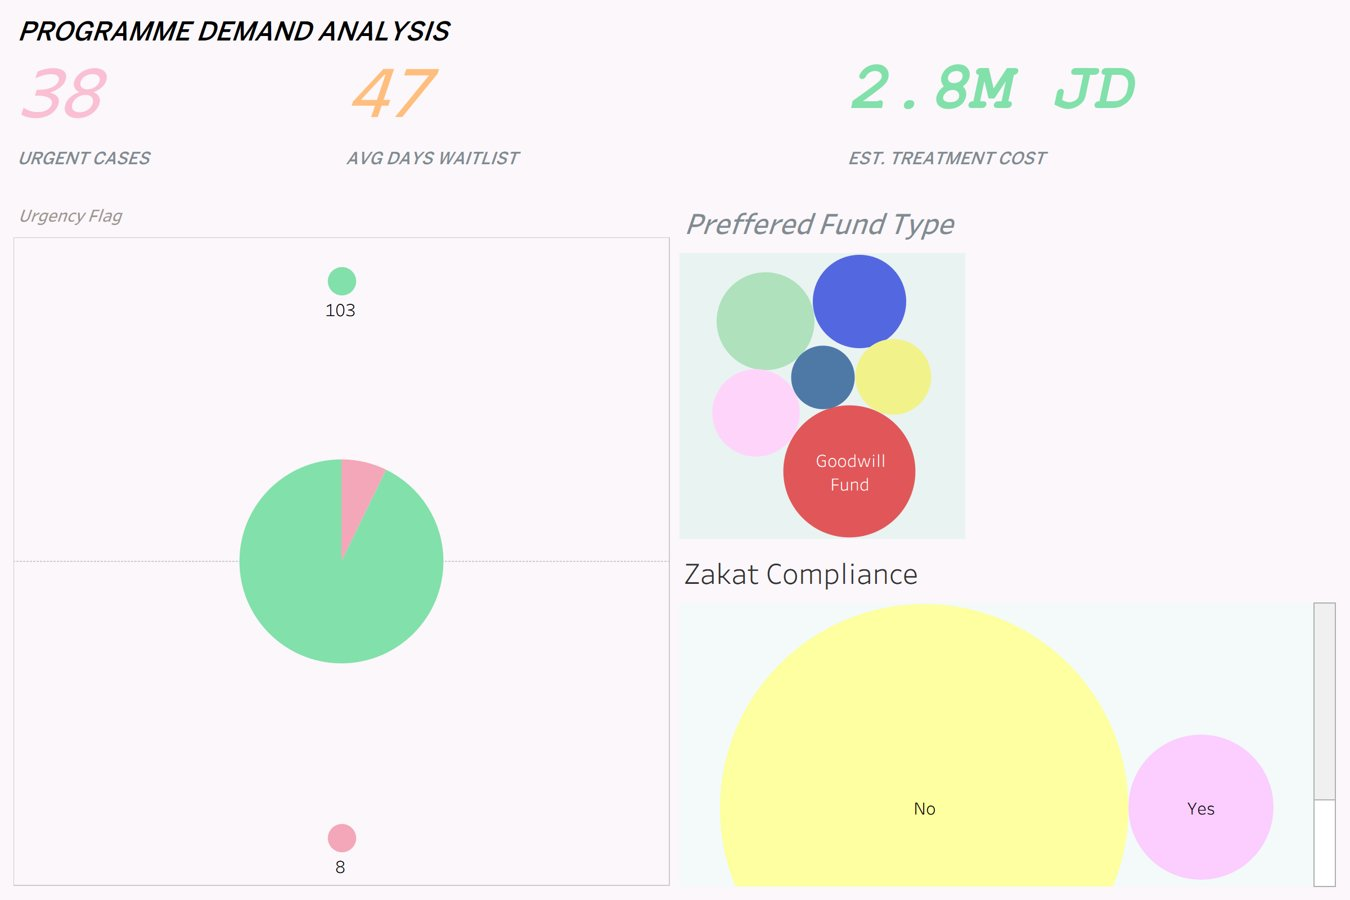 PROGRAMME DEMAND ANALYSIS
38
47
2.8M JD
URGENT CASES
AVG DAYS WAITLIST
EST. TREATMENT COST
Urgency Flag
103
8
Preffered Fund Type
Goodwill
Fund
Zakat Compliance
No
Yes